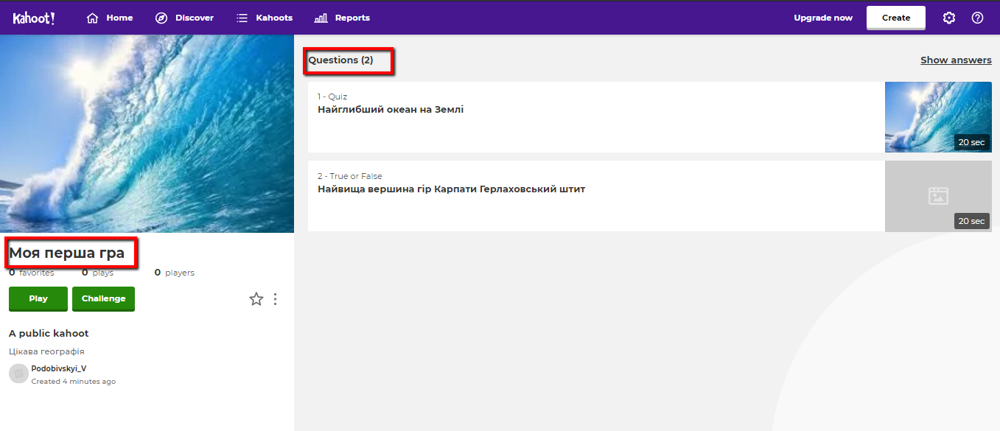 Kahoot! Home Discover Kahoots Reports Upgrade now Create
Моя перша гра
0 favorites 0 plays 0 players
Play Challenge
A public kahoot
Цікава географія
Podobivskyi_V
Created 4 minutes ago
Questions (2) Show answers
1 - Quiz
Найглибший океан на Землі
20 sec
2 - True or False
Найвища вершина гір Карпати Герлаховський штит
20 sec